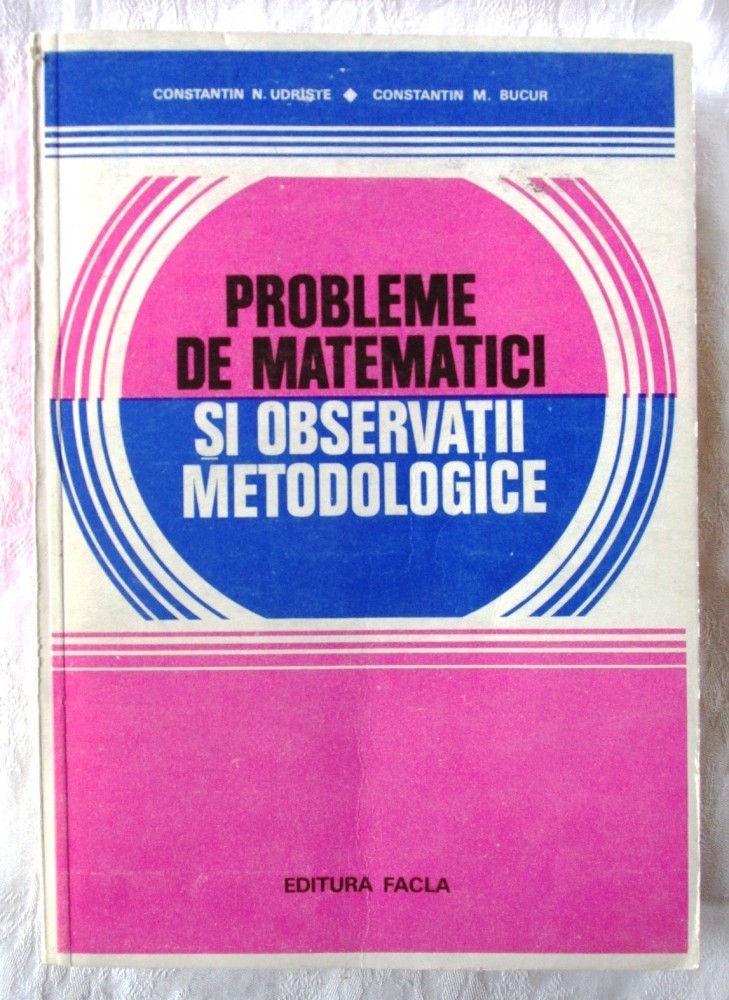 CONSTANTIN N. UDRIȘTE ◆ CONSTANTIN M. BUCUR
PROBLEME
DE MATEMATICI
ȘI OBSERVAȚII
METODOLOGICE
EDITURA FACLA